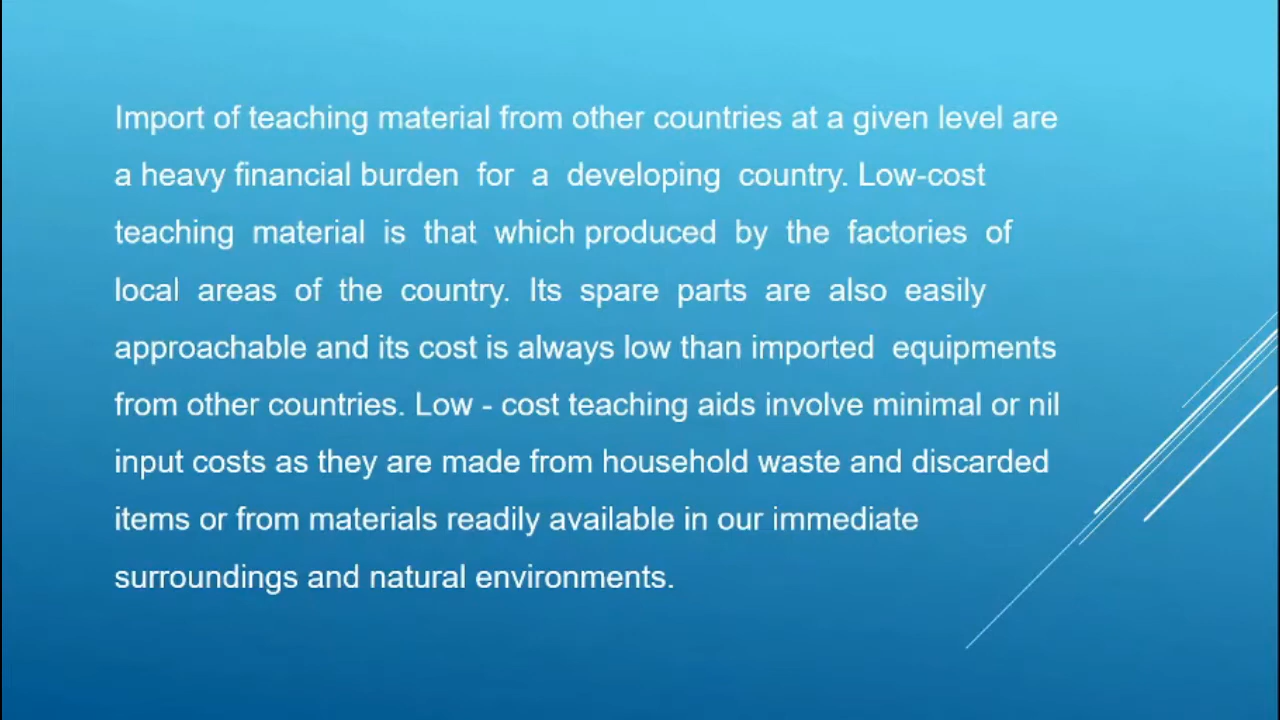 Import of teaching material from other countries at a given level are
a heavy financial burden for a developing country. Low-cost
teaching material is that which produced by the factories of
local areas of the country. Its spare parts are also easily
approachable and its cost is always low than imported equipments
from other countries. Low - cost teaching aids involve minimal or nil
input costs as they are made from household waste and discarded
items or from materials readily available in our immediate
surroundings and natural environments.